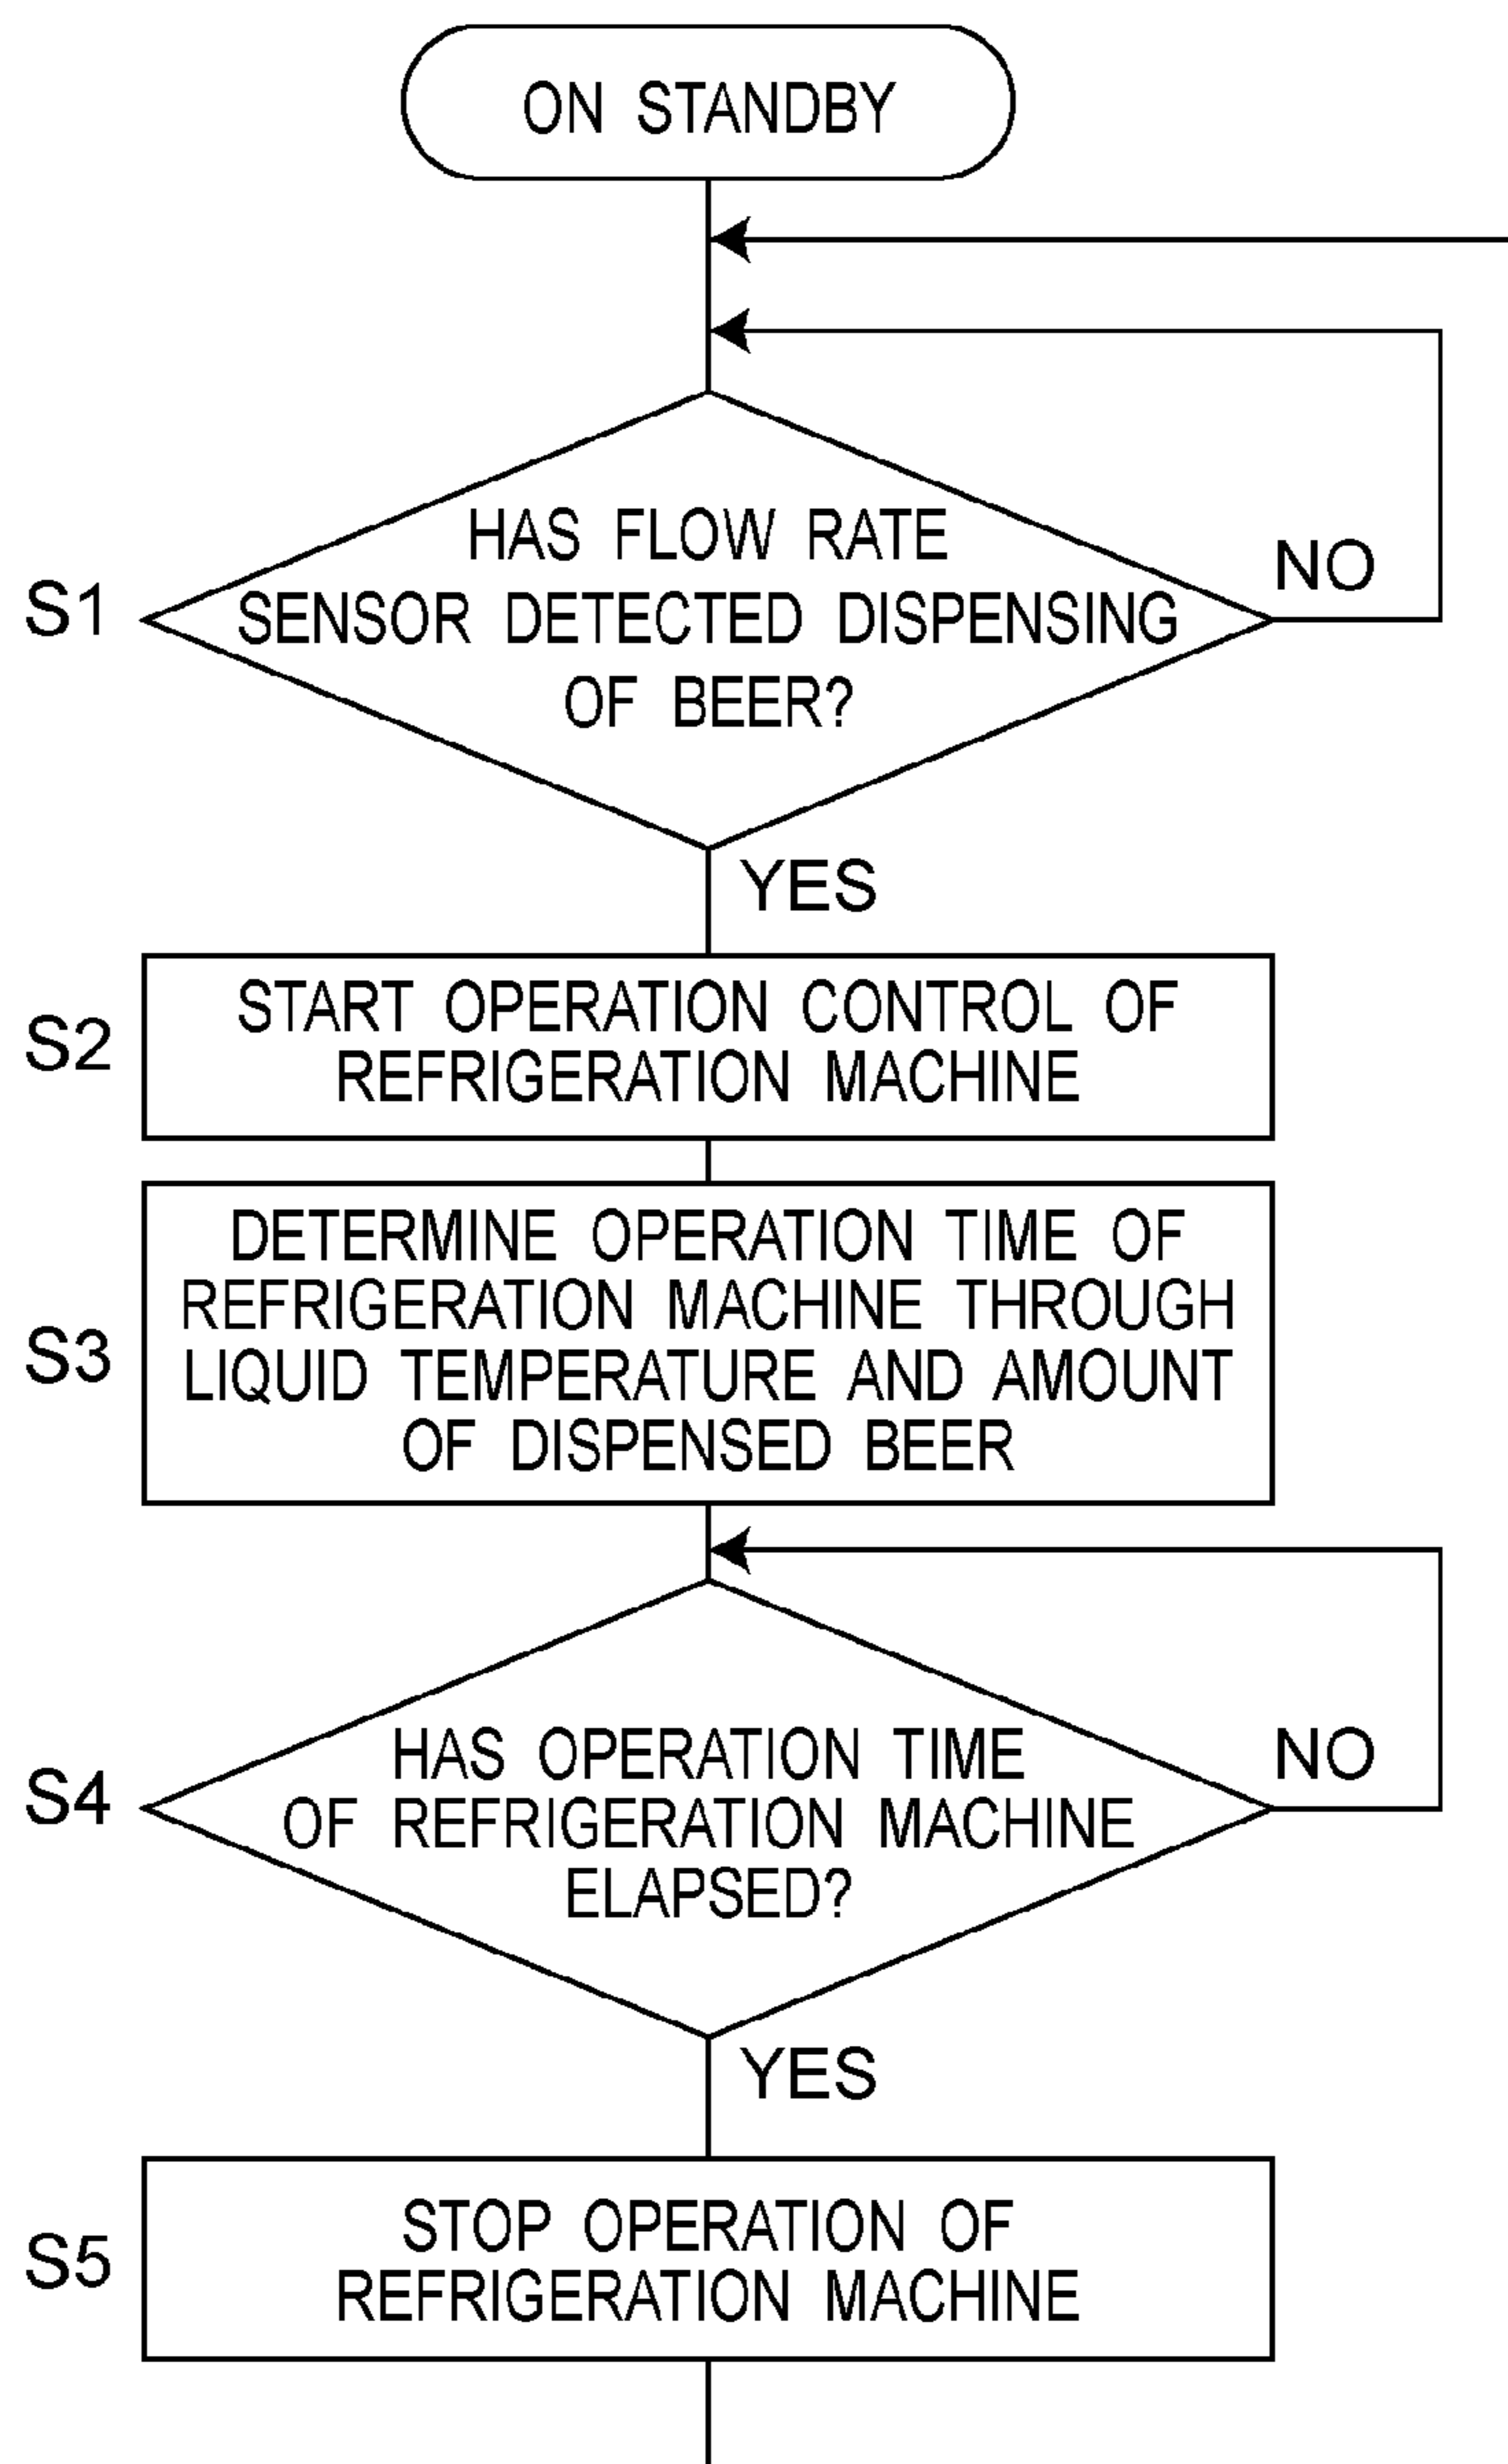 ON STANDBY
HAS FLOW RATE
SENSOR DETECTED DISPENSING
OF BEER?
S1
NO
YES
START OPERATION CONTROL OF
REFRIGERATION MACHINE
S2
DETERMINE OPERATION TIME OF
REFRIGERATION MACHINE THROUGH
LIQUID TEMPERATURE AND AMOUNT
OF DISPENSED BEER
S3
HAS OPERATION TIME
OF REFRIGERATION MACHINE
ELAPSED?
S4
NO
YES
STOP OPERATION OF
REFRIGERATION MACHINE
S5